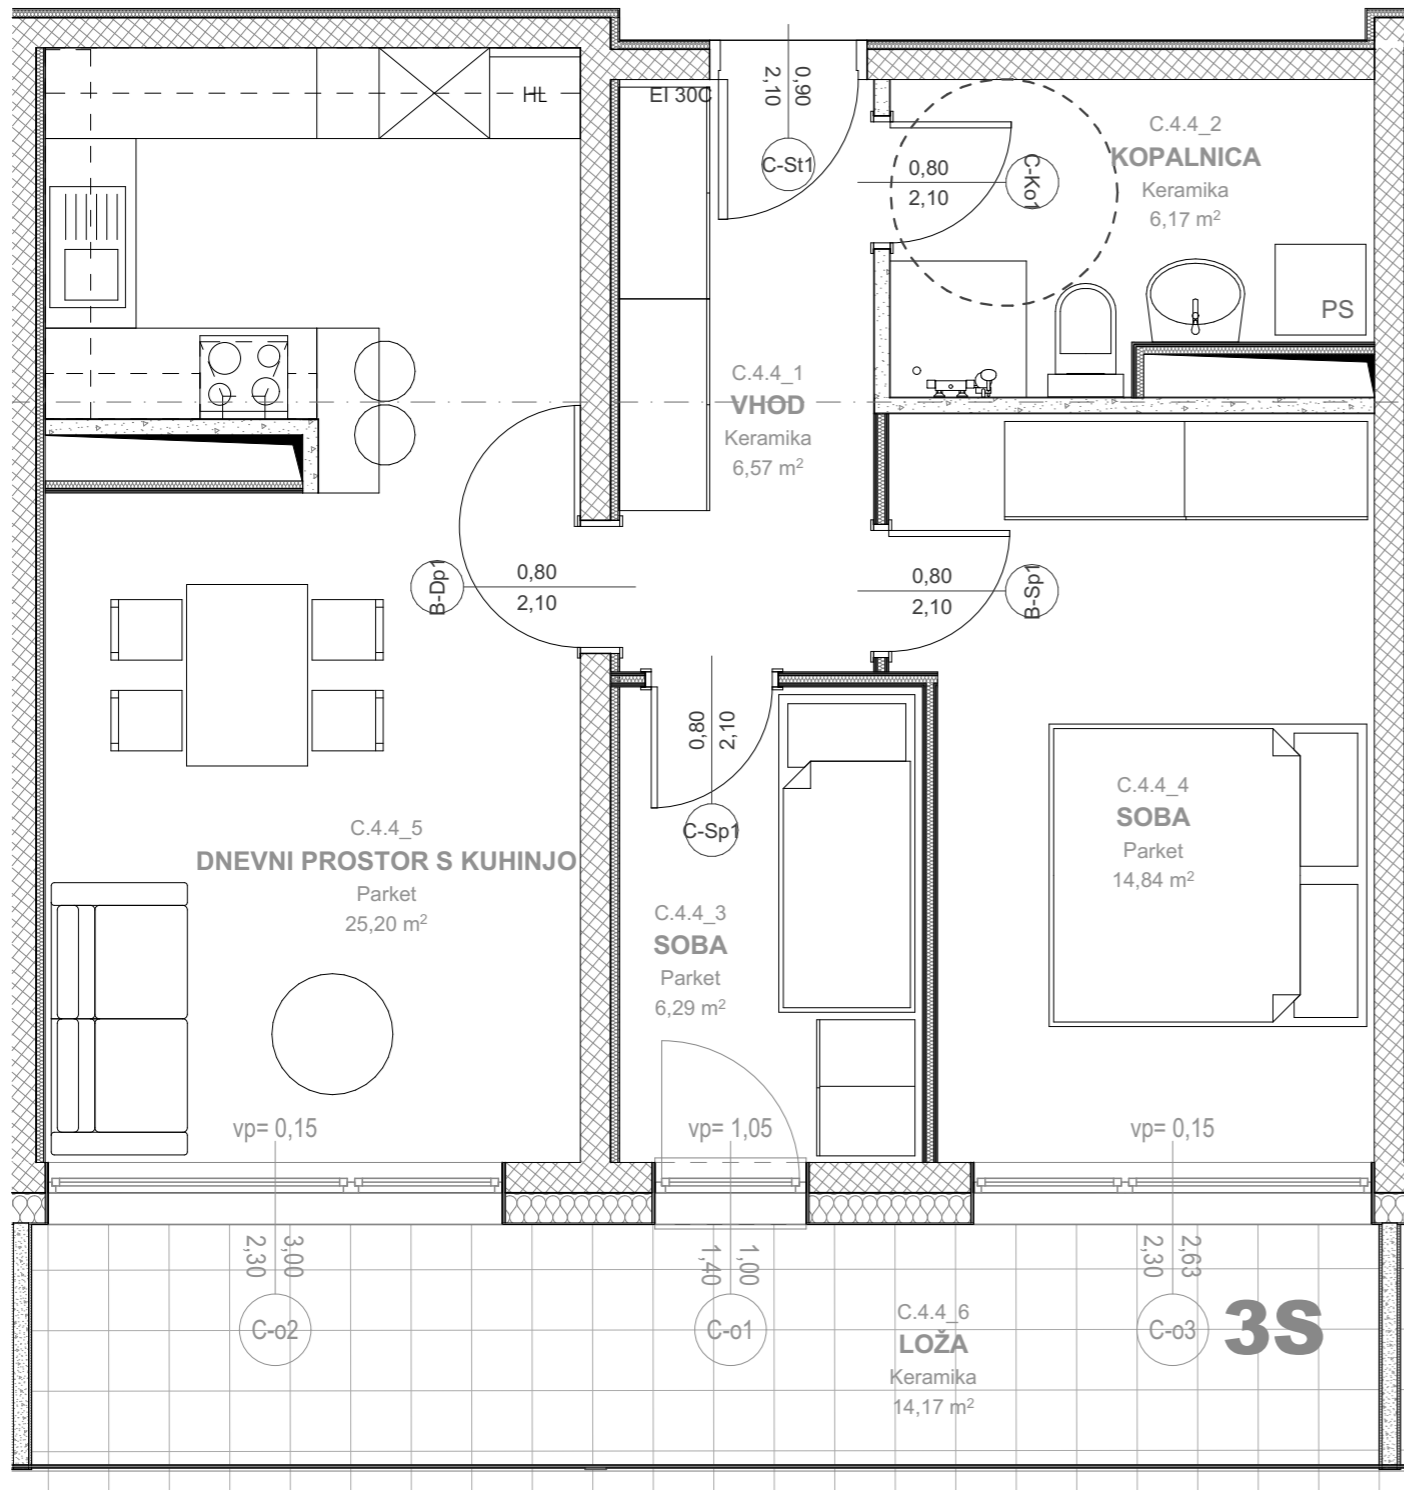 HL
EI 30C
0,90
2,10
C-St1
C.4.4_2
KOPALNICA
Keramika
6,17 m²
0,80
2,10
C-Ko1
PS
C.4.4_1
VHOD
Keramika
6,57 m²
B-Dp1
0,80
2,10
0,80
2,10
B-Sp1
0,80
2,10
C-Sp1
C.4.4_5
DNEVNI PROSTOR S KUHINJO
Parket
25,20 m²
C.4.4_3
SOBA
Parket
6,29 m²
C.4.4_4
SOBA
Parket
14,84 m²
vp= 0,15
vp= 1,05
vp= 0,15
3,00
2,30
C-o2
1,00
1,40
C-o1
2,63
2,30
C-o3
C.4.4_6
LOŽA
Keramika
14,17 m²
3S